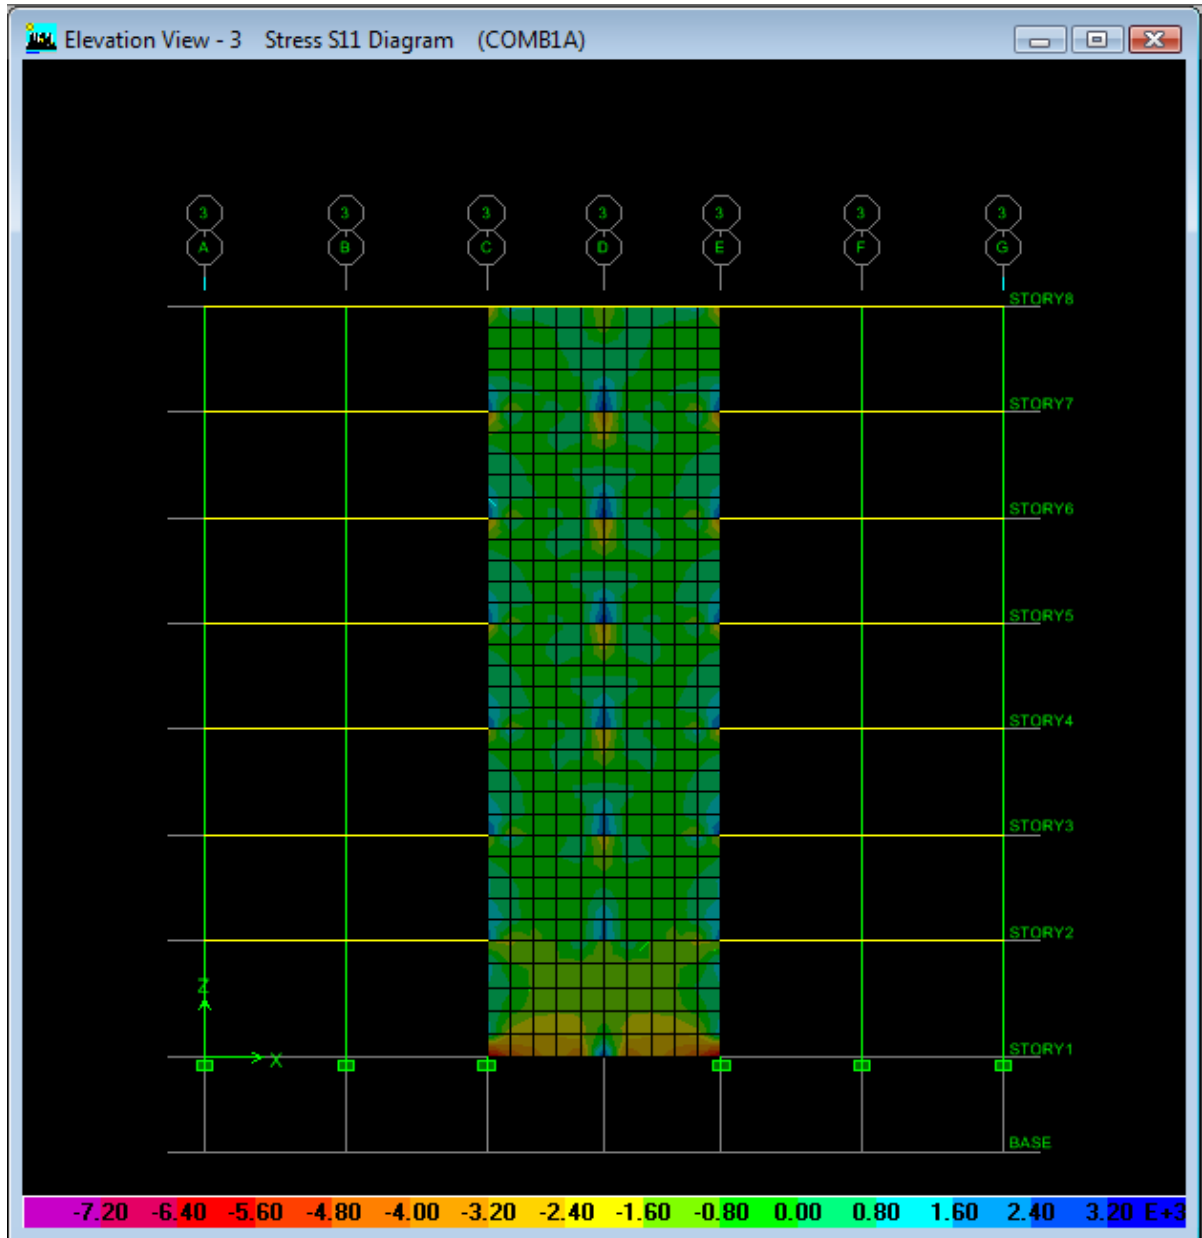 Elevation View - 3 Stress S11 Diagram (COMB1A)
3 3 3 3 3 3 3
A B C D E F G
STORY8
STORY7
STORY6
STORY5
STORY4
STORY3
STORY2
Z
X
STORY1
BASE
-7.20 -6.40 -5.60 -4.80 -4.00 -3.20 -2.40 -1.60 -0.80 0.00 0.80 1.60 2.40 3.20 E+3